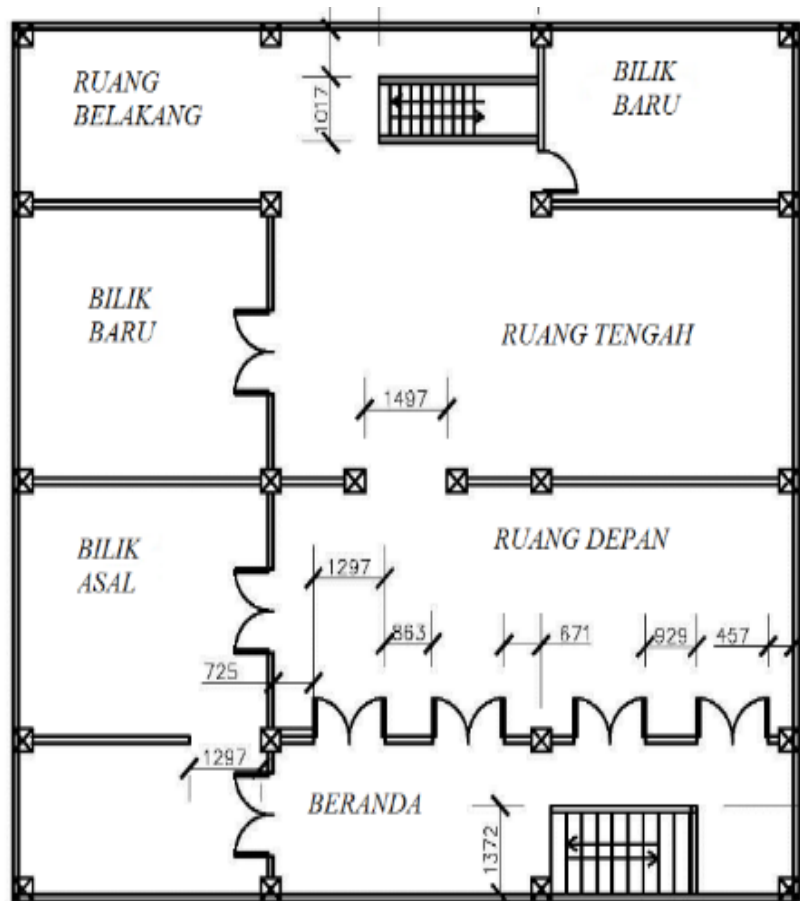 RUANG
BELAKANG
1017
BILIK
BARU
BILIK
BARU
RUANG TENGAH
1497
BILIK
ASAL
RUANG DEPAN
1297
863
671
929
457
725
1297
BERANDA
1372